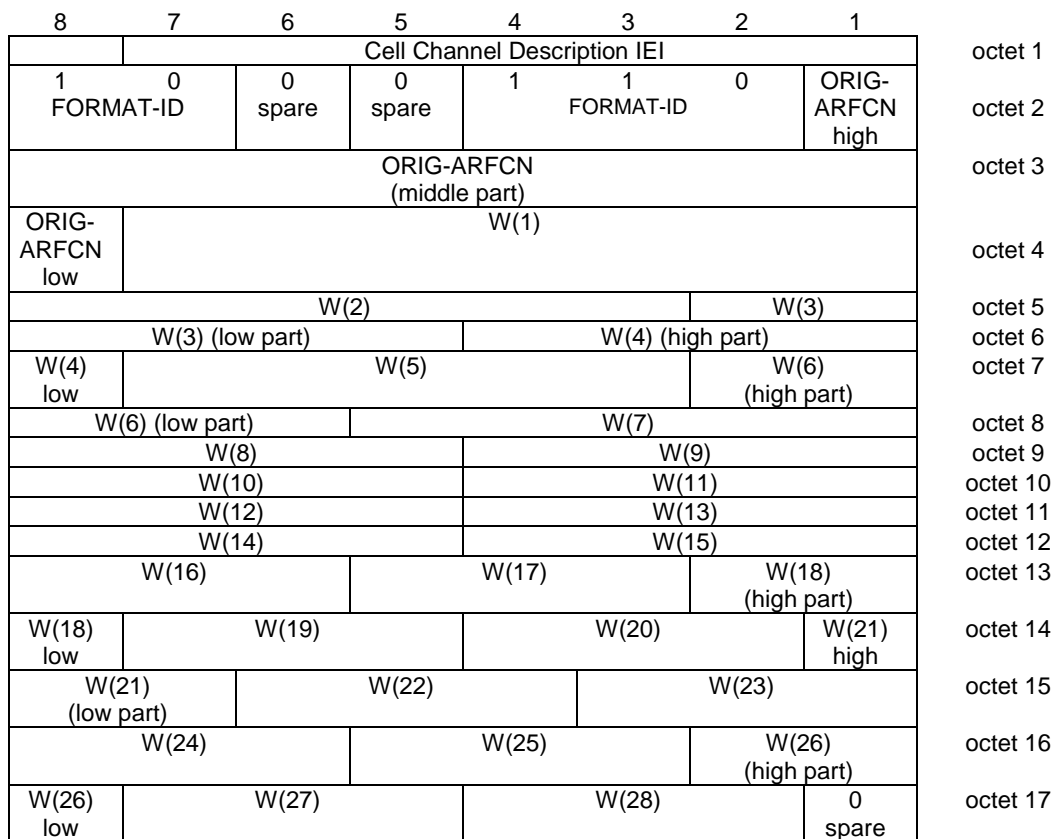 8 7 6 5 4 3 2 1
Cell Channel Description IEI octet 1
1 0 0 0 1 1 0 ORIG-
FORMAT-ID spare spare FORMAT-ID ARFCN octet 2
high
ORIG-ARFCN octet 3
(middle part)
ORIG- W(1)
ARFCN octet 4
low
W(2) W(3) octet 5
W(3) (low part) W(4) (high part) octet 6
W(4) W(5) W(6) octet 7
low (high part)
W(6) (low part) W(7) octet 8
W(8) W(9) octet 9
W(10) W(11) octet 10
W(12) W(13) octet 11
W(14) W(15) octet 12
W(16) W(17) W(18) octet 13
(high part)
W(18) W(19) W(20) W(21) octet 14
low high
W(21) W(22) W(23) octet 15
(low part)
W(24) W(25) W(26) octet 16
(high part)
W(26) W(27) W(28) 0 octet 17
low spare